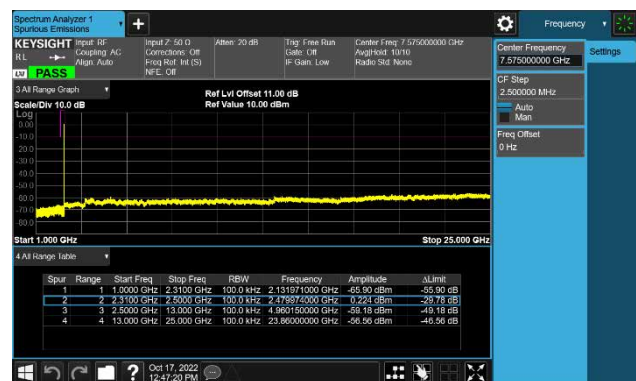 Spectrum Analyzer 1
Spurious Emissions
Frequency
KEYSIGHT
RL
PASS
Input: RF
Coupling: AC
Align: Auto
Input Z: 50 Ω
Corrections: Off
Freq Ref: Int (S)
NFE: Off
Atten: 20 dB
Trig: Free Run
Gate: Off
IF Gain: Low
Center Freq: 7.575000000 GHz
Avg|Hold: 10/10
Radio Std: None
Center Frequency
7.575000000 GHz
Settings
CF Step
2.500000 MHz
Auto
Man
Freq Offset
0 Hz
3 All Range Graph
Scale/Div 10.0 dB
Ref Lvl Offset 11.00 dB
Ref Value 10.00 dBm
Log
0.00
-10.0
-20.0
-30.0
-40.0
-50.0
-60.0
-70.0
-80.0
Start 1.000 GHz
Stop 25.000 GHz
4 All Range Table
Spur Range Start Freq Stop Freq RBW Frequency Amplitude ΔLimit
1 1 1.0000 GHz 2.3100 GHz 100.0 kHz 2.131971000 GHz -65.90 dBm -55.90 dB
2 2 2.3100 GHz 2.5000 GHz 100.0 kHz 2.479974000 GHz 0.224 dBm -29.78 dB
3 3 2.5000 GHz 13.000 GHz 100.0 kHz 4.960150000 GHz -59.18 dBm -49.18 dB
4 4 13.000 GHz 25.000 GHz 100.0 kHz 23.86000000 GHz -56.56 dBm -46.56 dB
?
Oct 17, 2022
12:47:20 PM